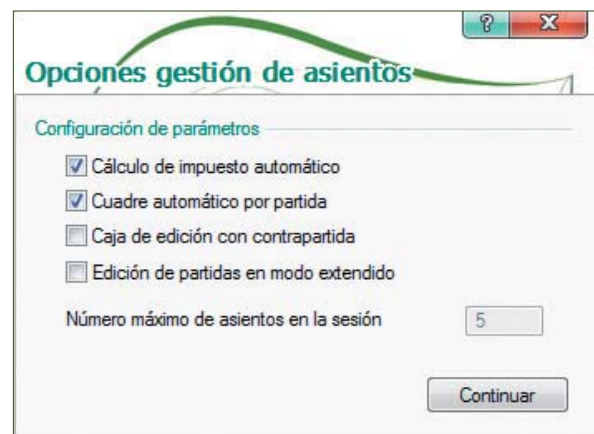 Opciones gestión de asientos
Configuración de parámetros
Cálculo de impuesto automático
Cuadre automático por partida
Caja de edición con contrapartida
Edición de partidas en modo extendido
Número máximo de asientos en la sesión 5
Continuar